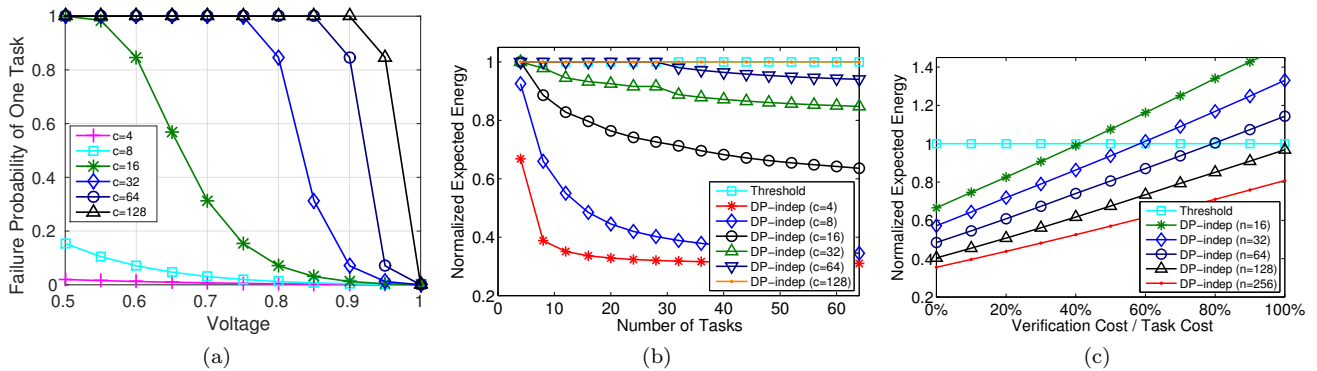 Failure Probability of One Task
1
0.8
0.6
0.4
0.2
0
0.5
0.6
0.7
0.8
0.9
1
Voltage
c=4
c=8
c=16
c=32
c=64
c=128
(a)
Normalized Expected Energy
1
0.8
0.6
0.4
0.2
0
10
20
30
40
50
60
Number of Tasks
Threshold
DP-indep (c=4)
DP-indep (c=8)
DP-indep (c=16)
DP-indep (c=32)
DP-indep (c=64)
DP-indep (c=128)
(b)
Normalized Expected Energy
1.4
1.2
1
0.8
0.6
0.4
0.2
0%
20%
40%
60%
80%
100%
Verification Cost / Task Cost
Threshold
DP-indep (n=16)
DP-indep (n=32)
DP-indep (n=64)
DP-indep (n=128)
DP-indep (n=256)
(c)